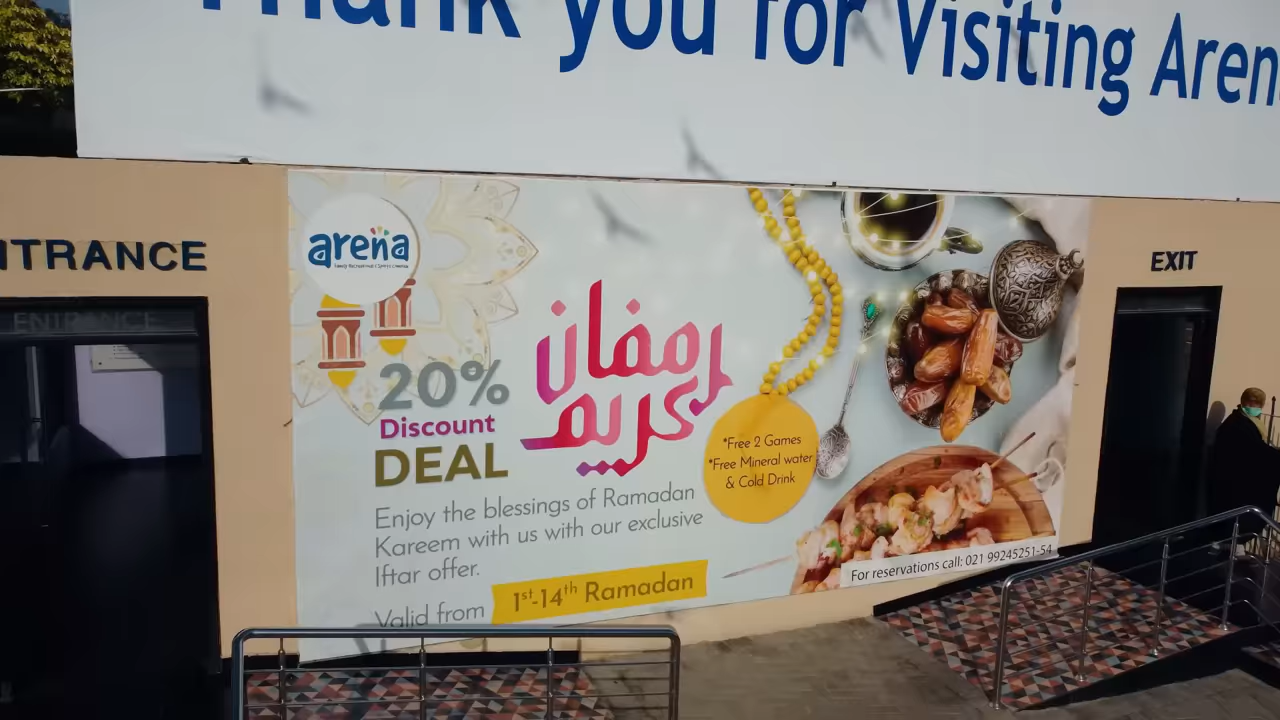 Thank you for Visiting Aren
NTRANCE
ENTRANCE
EXIT
arena
رمضان
كريم
20%
Discount
DEAL
*Free 2 Games
*Free Mineral water
& Cold Drink
Enjoy the blessings of Ramadan
Kareem with us with our exclusive
Iftar offer.
Valid from 1st-14th Ramadan
For reservations call: 021 99245251-54